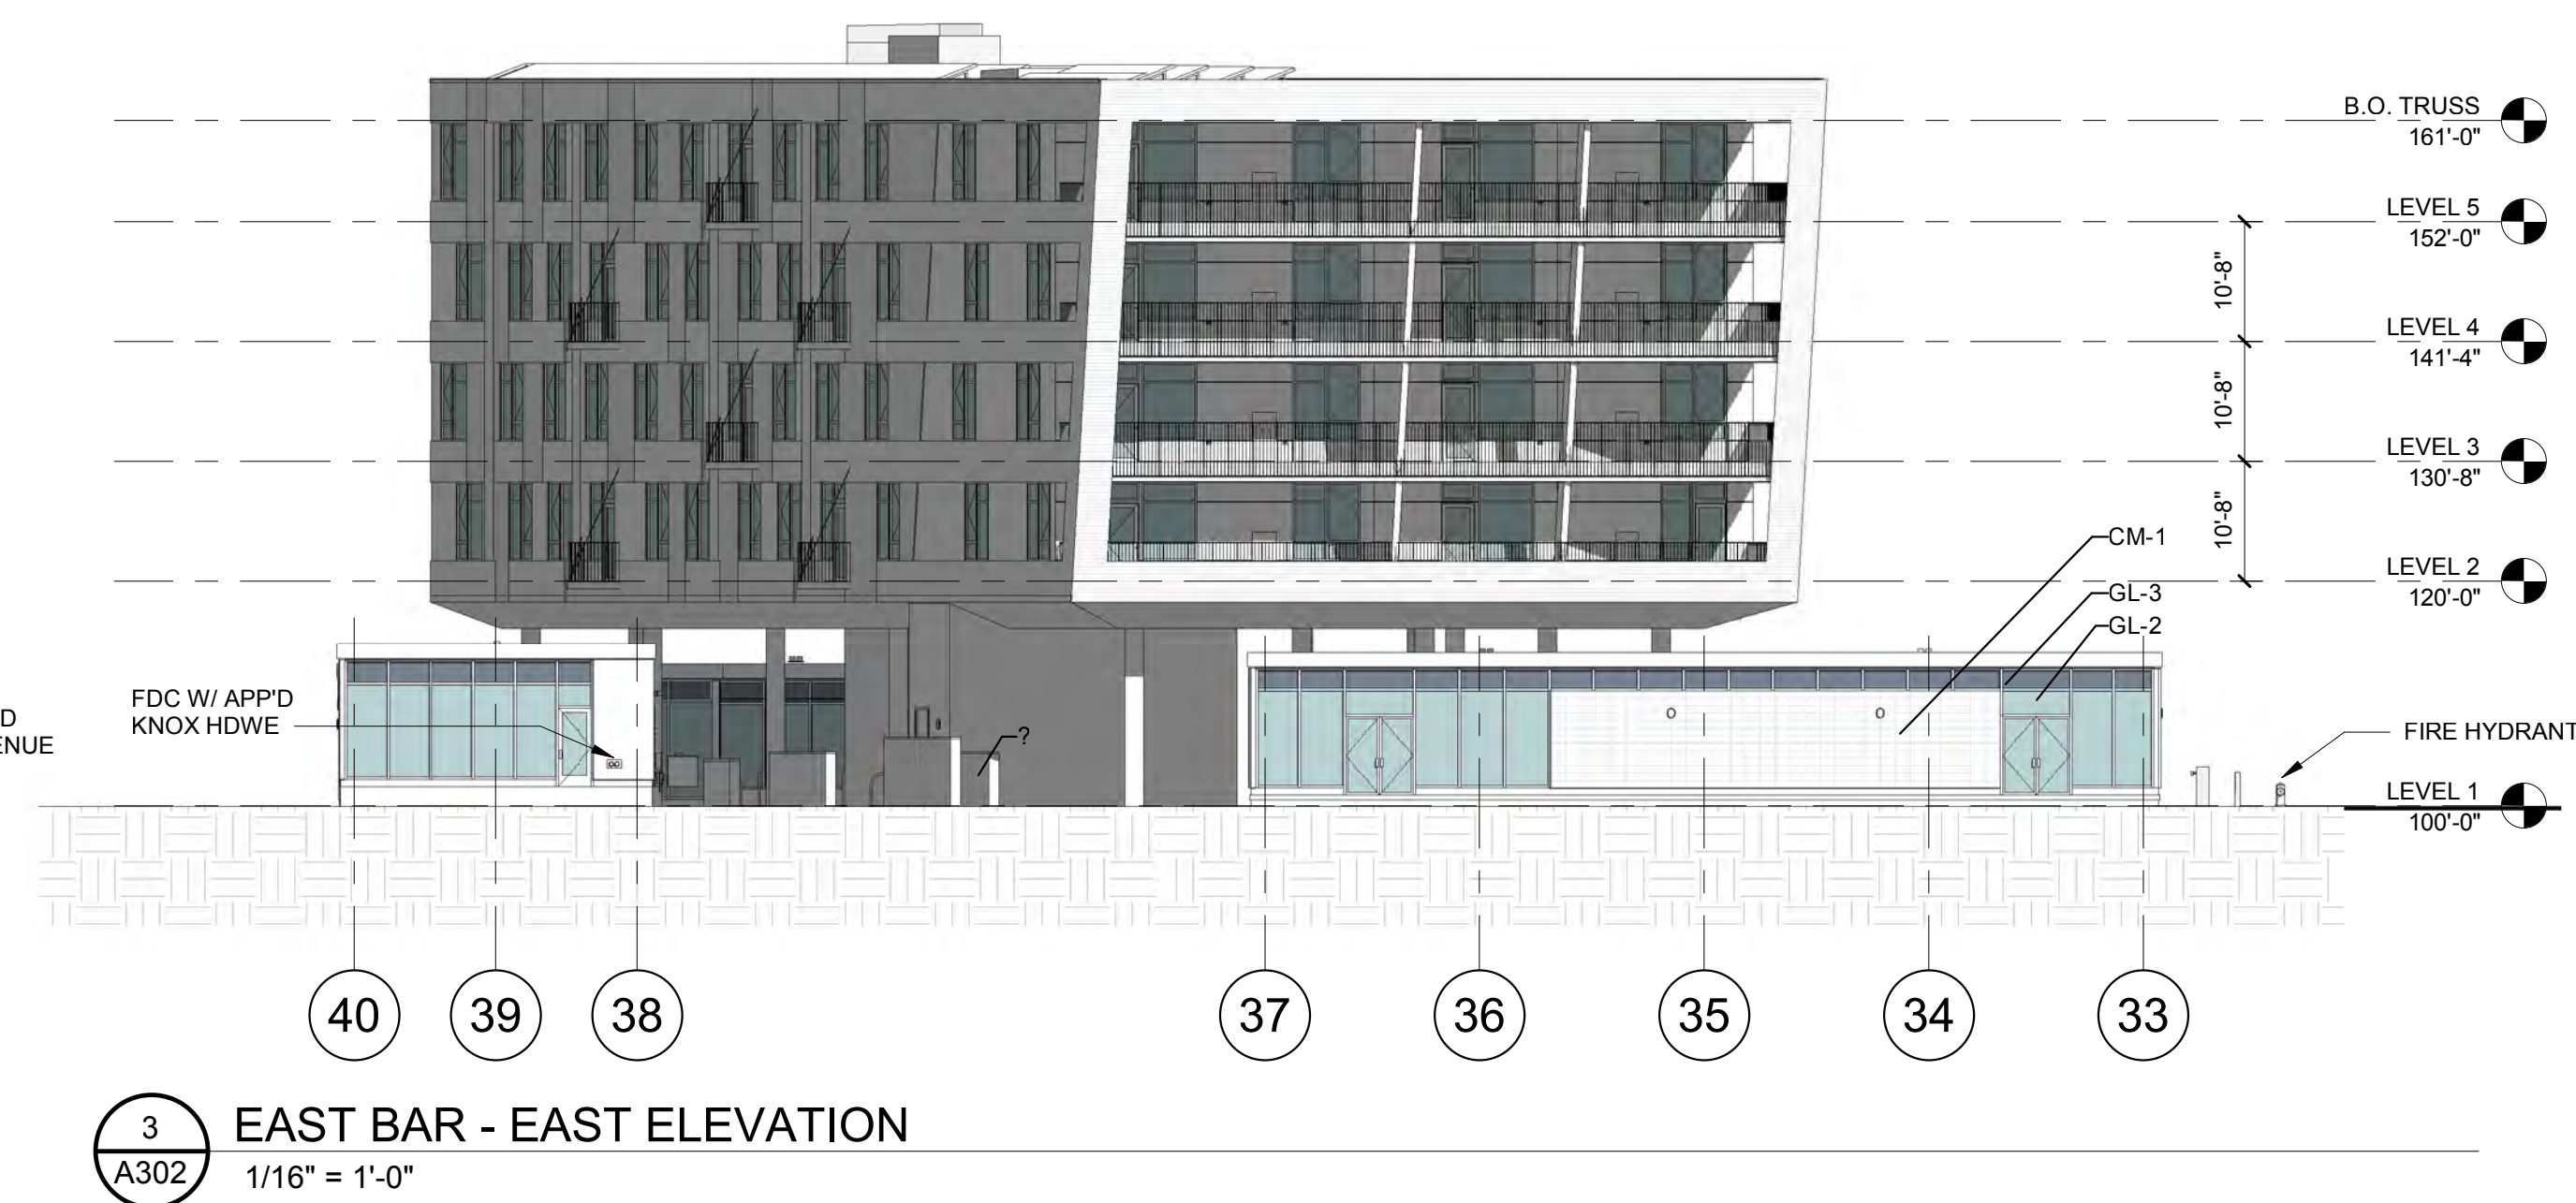 B.O. TRUSS
161'-0"
LEVEL 5
152'-0"
10'-8"
LEVEL 4
141'-4"
10'-8"
LEVEL 3
130'-8"
10'-8"
CM-1
LEVEL 2
120'-0"
GL-3
GL-2
FDC W/ APP'D
KNOX HDWE
D
ENUE
?
FIRE HYDRANT
LEVEL 1
100'-0"
40
39
38
37
36
35
34
33
3
A302
EAST BAR - EAST ELEVATION
1/16" = 1'-0"